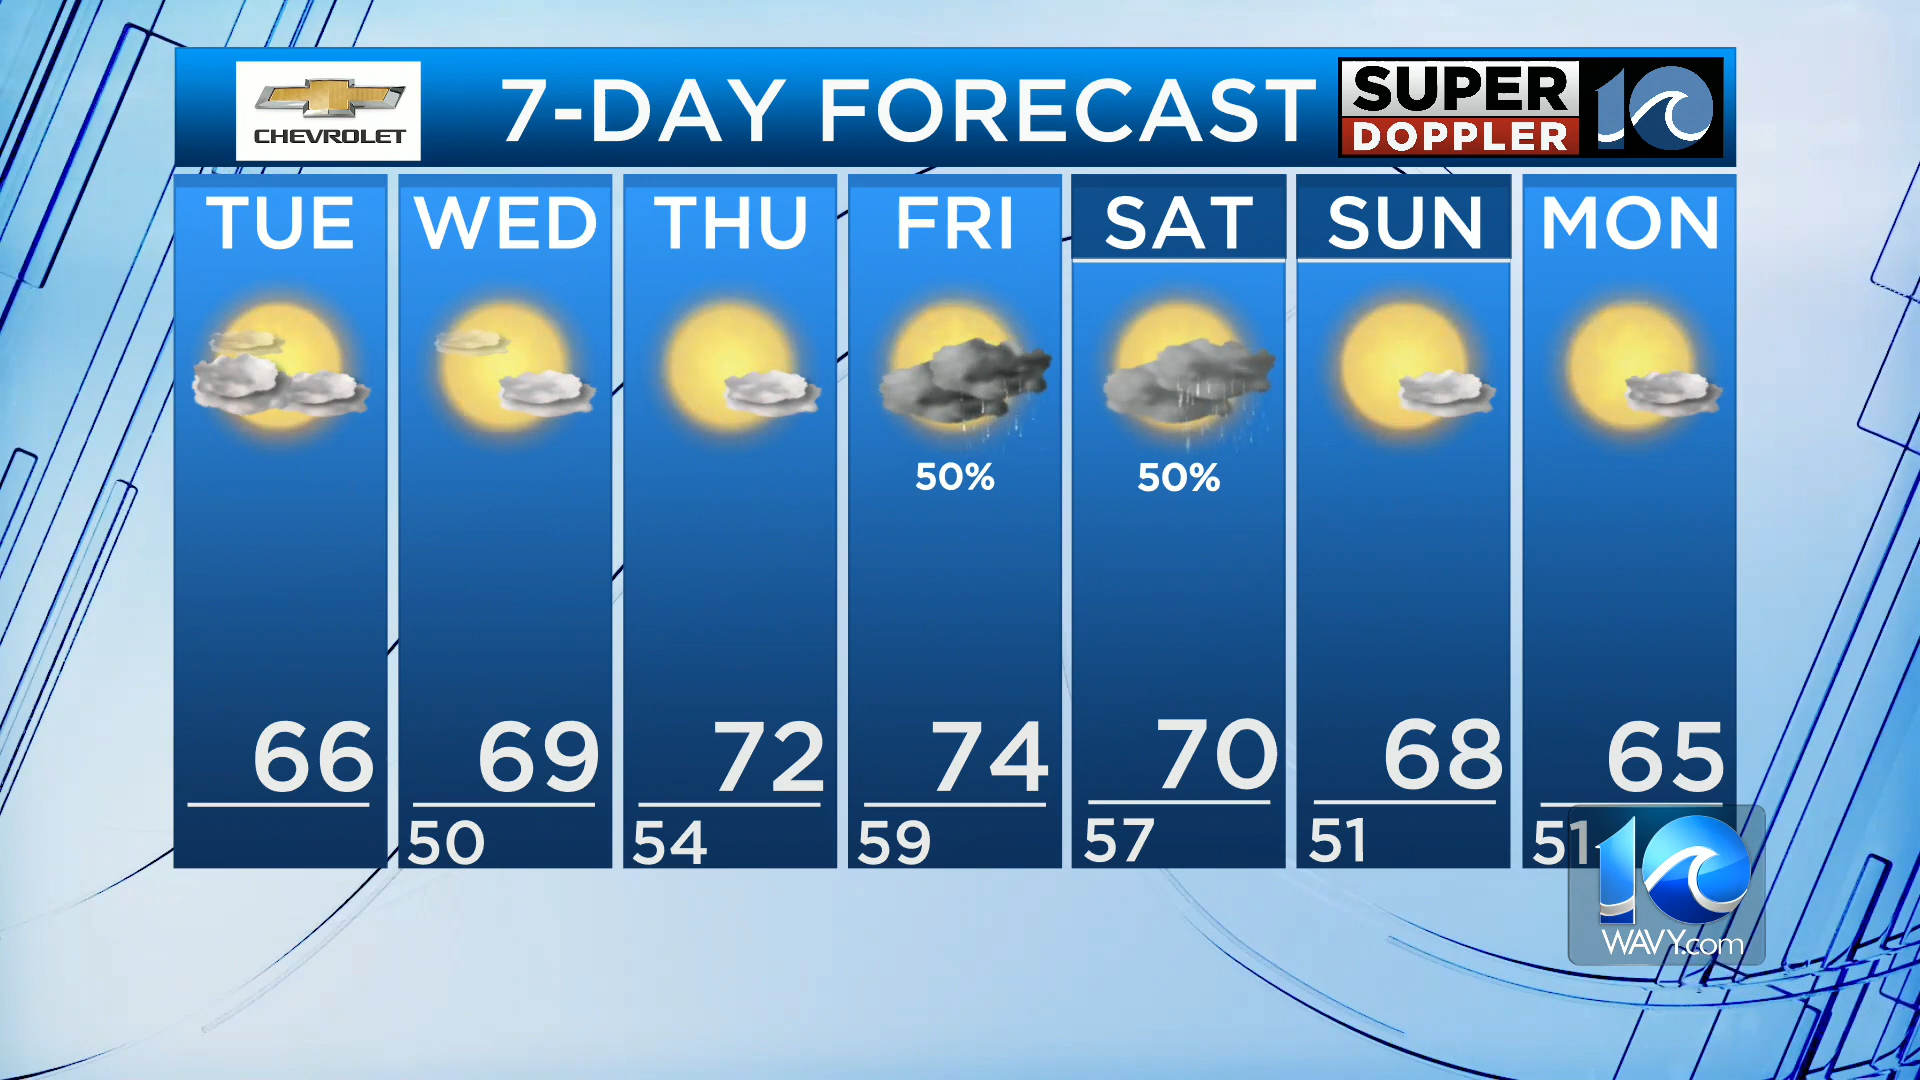 CHEVROLET
7-DAY FORECAST
SUPER
DOPPLER
10
TUE WED THU FRI SAT SUN MON
50% 50%
66 69 72 74 70 68 65
50 54 59 57 51 51
10
WAVY.com